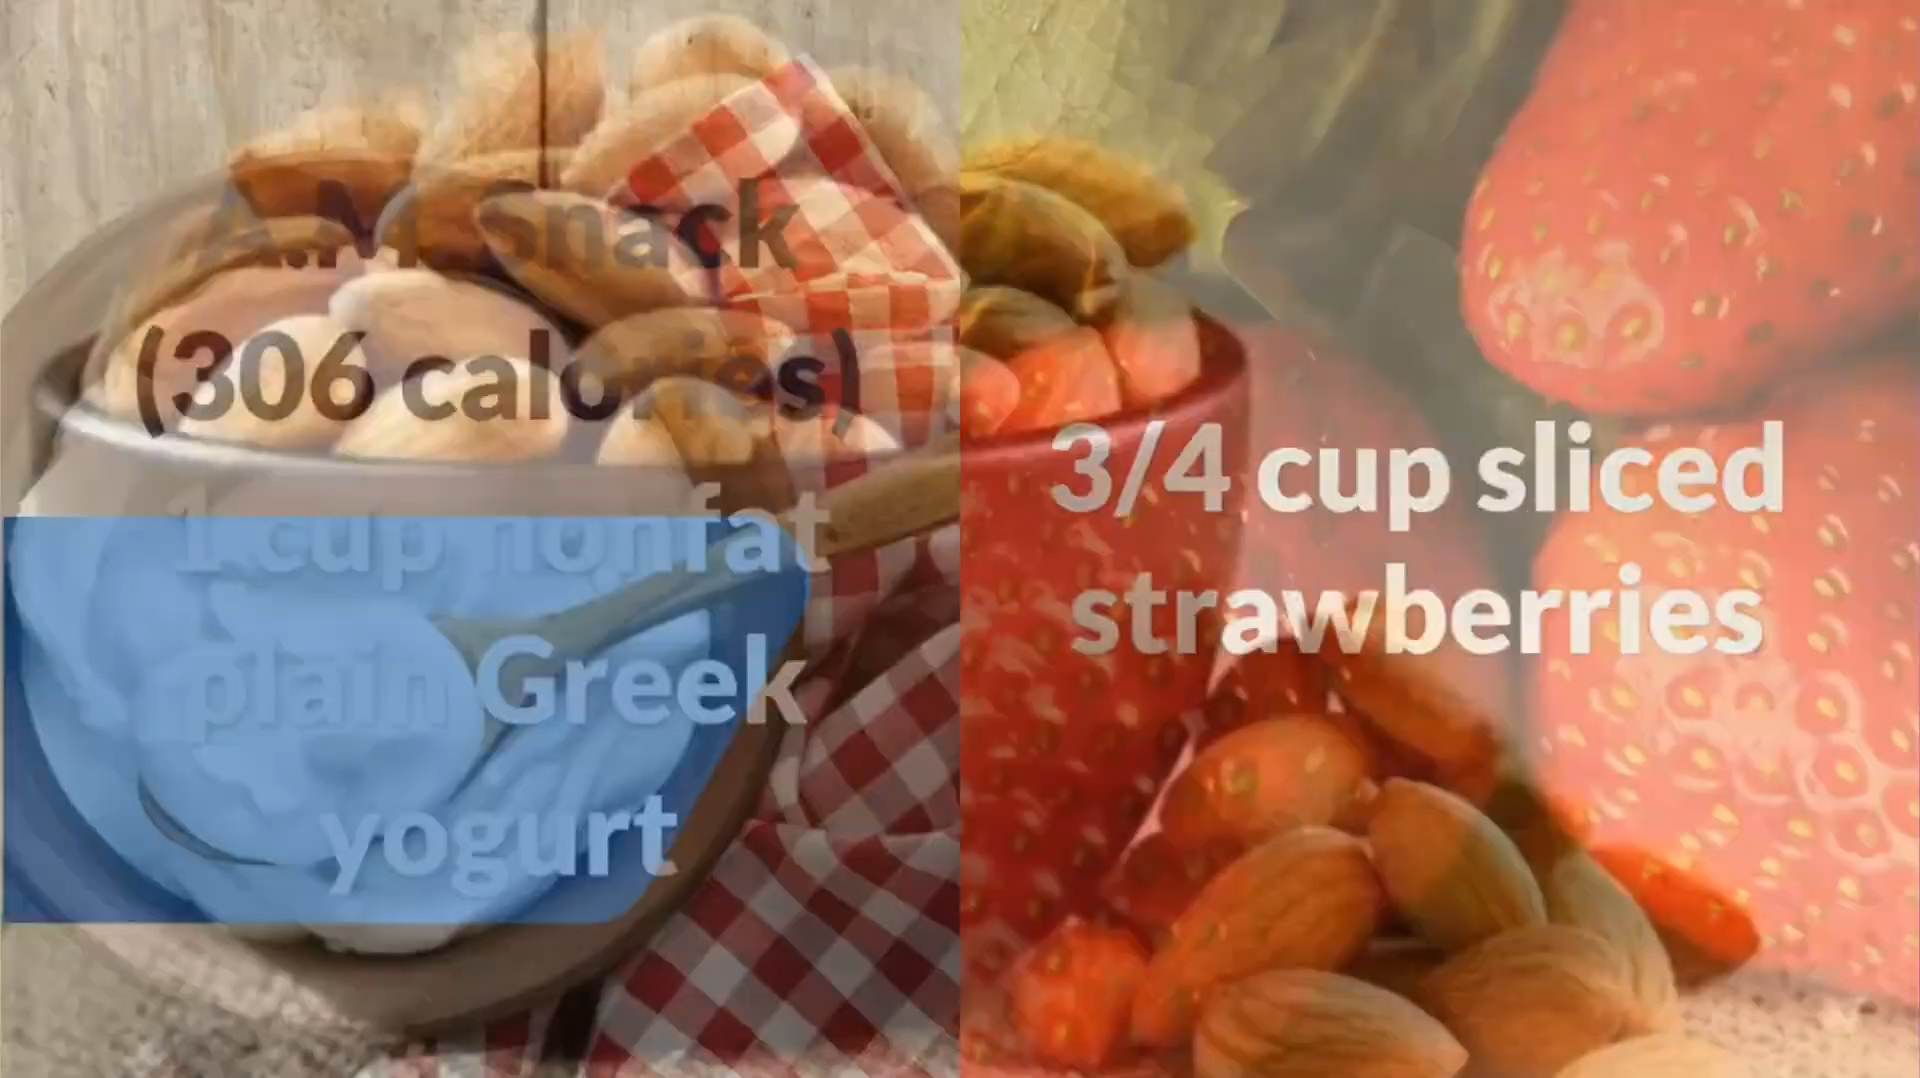 A.M. Snack
(306 calories)
1 cup nonfat
plain Greek
yogurt
3/4 cup sliced
strawberries